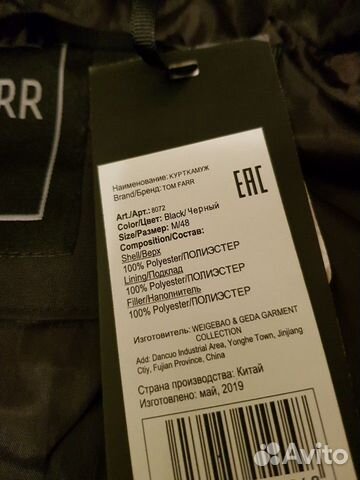 ARR
EAC
Наименование: КУРТКАМУЖ
Brand/Бренд: TOM FARR
Art./Арт.: 8072
Color/Цвет: Black/ Черный
Size/Размер: M/48
Composition/Состав:
Shell/Верх
100% Polyester/ПОЛИЭСТЕР
Lining/Подклад
100% Polyester/ПОЛИЭСТЕР
Filler/Наполнитель
100% Polyester/ПОЛИЭСТЕР
Изготовитель: WEIGEBAO & GEDA GARMENT
COLLECTION
Add: Dancuo Industrial Area, Yonghe Town, Jinjiang
Ctiy, Fujian Province, China
Страна производства: Китай
Изготовлено: май, 2019
Avito